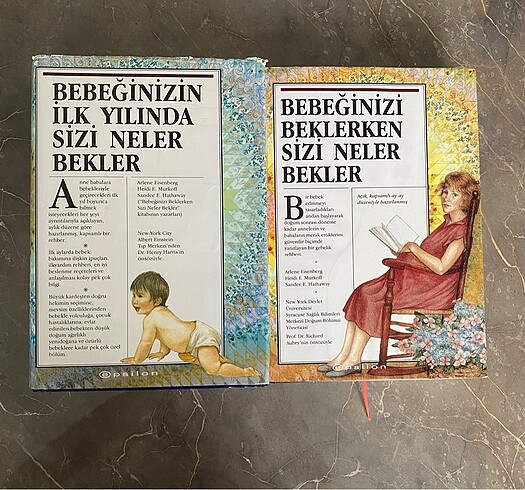 BEBEĞİNİZİN
İLK YILINDA
SİZİ NELER
BEKLER
Anne babalara
bebekleriyle
geçirecekleri ilk
yıl boyunca
bilmek
isteyecekleri her şeyi
ayrıntılarıyla açıklayan,
aylık düzene göre
hazırlanmış, kapsamlı bir
rehber.
İlk aylarda bebek
bakımına ilişkin ipuçları,
ilkyardım rehberi, en iyi
beslenme reçeteleri ve
anlaşılması kolay pek çok
bilgi.
Büyük kardeşten doğru
hekimin seçimine,
mevsim özelliklerinden
bebekle yolculuğa, çocuk
hastalıklarına, evlat
edinilen bebekten düşük
doğum ağırlıklı
yenidoğana ve özürlü
bebeklere kadar pek çok özel
bölüm.
Arlene Eisenberg
Heidi E. Murkoff
Sandee E. Hathaway
("Bebeğinizi Beklerken
Sizi Neler Bekler"
kitabının yazarları)
New York City
Albert Einstein
Tıp Merkezi'nden
Dr. Henry Harris'in
önsözüyle.
epsilon
BEBEĞİNİZİ
BEKLERKEN
SİZİ NELER
BEKLER
Bir bebek
edinmeyi
tasarladıkları
andan başlayarak
doğum sonrası döneme
kadar annelerin ve
babaların merak ettiklerini
güvenilir biçimde
yanıtlayan bir gebelik
rehberi.
Açık, kapsamlı ay ay
düzeniyle hazırlanmış
Arlene Eisenberg
Heidi E. Murkoff
Sandee E. Hathaway
New York Devlet
Üniversitesi
Syracuse Sağlık Bilimleri
Merkezi Doğum Bölümü
Yöneticisi
Prof. Dr. Richard
Aubry'nin önsözüyle
epsilon